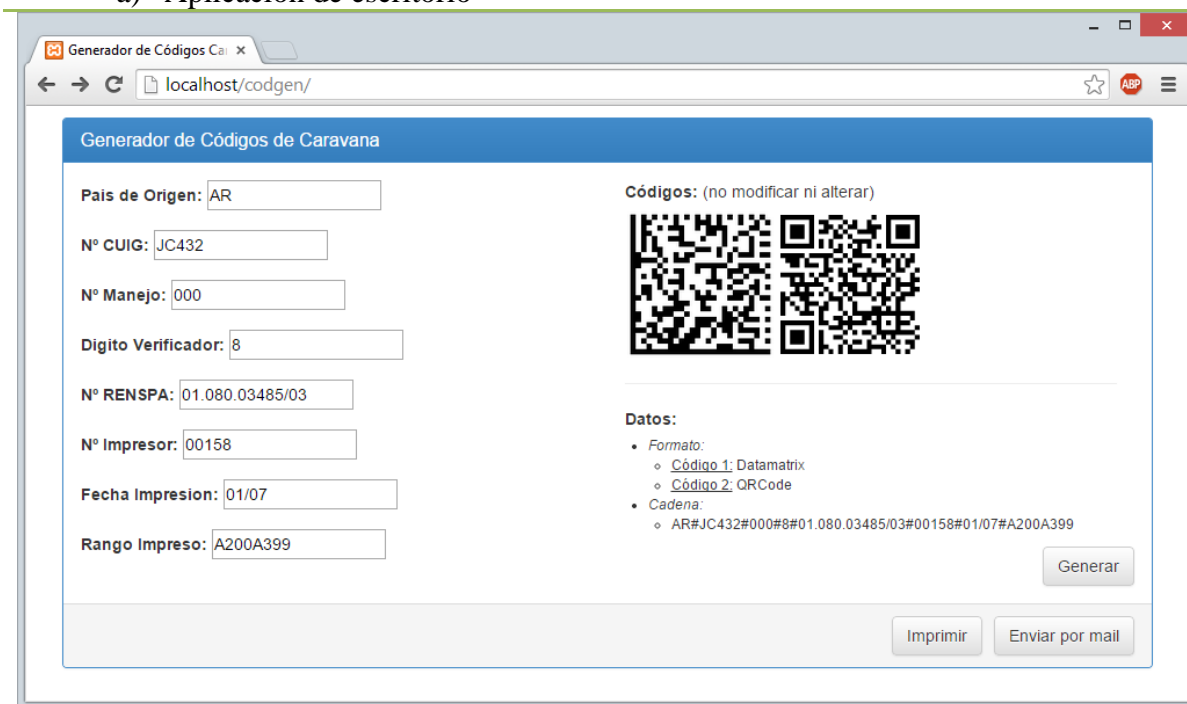 a) Aplicación de escritorio
Generador de Códigos Ca
localhost/codgen/
ABP
Generador de Códigos de Caravana
Pais de Origen: AR
Nº CUIG: JC432
Nº Manejo: 000
Digito Verificador: 8
Nº RENSPA: 01.080.03485/03
Nº Impresor: 00158
Fecha Impresion: 01/07
Rango Impreso: A200A399
Códigos: (no modificar ni alterar)
Datos:
Formato:
Código 1: Datamatrix
Código 2: QRCode
Cadena:
AR#JC432#000#8#01.080.03485/03#00158#01/07#A200A399
Generar
Imprimir Enviar por mail